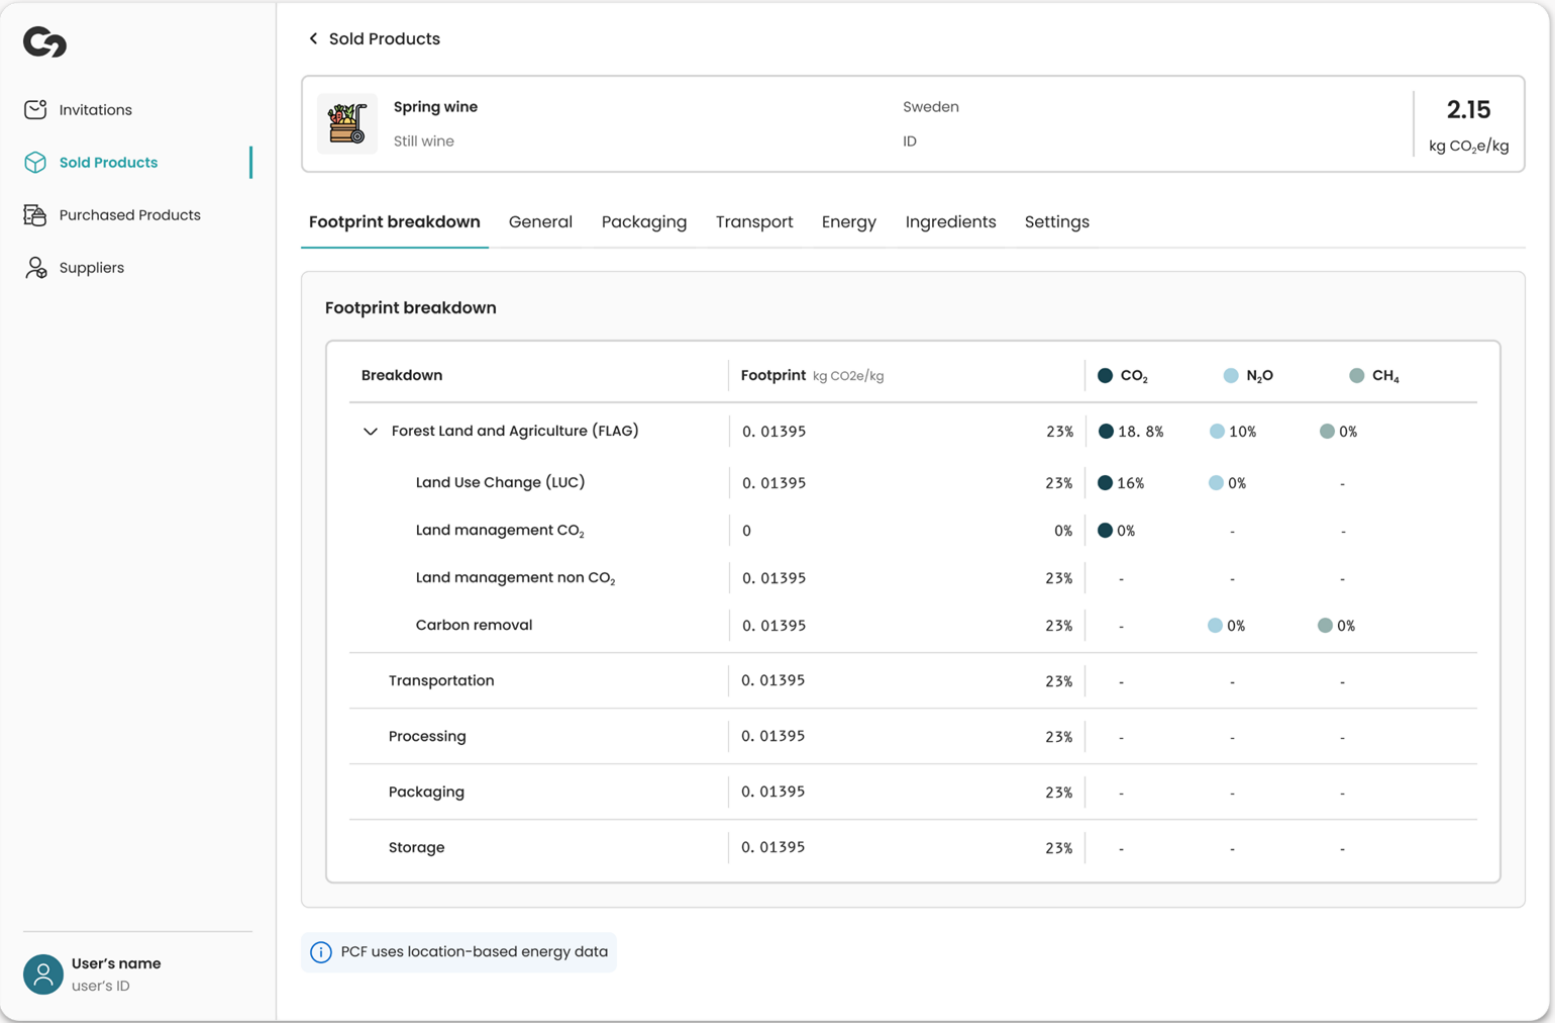 Invitations
Sold Products
Purchased Products
Suppliers
User's name
user's ID
Sold Products
Spring wine
Still wine
Sweden
ID
2.15
kg CO₂e/kg
Footprint breakdown General Packaging Transport Energy Ingredients Settings
Footprint breakdown
Breakdown Footprint kg CO2e/kg CO₂ N₂O CH₄
Forest Land and Agriculture (FLAG) 0. 01395 23% 18. 8% 10% 0%
Land Use Change (LUC) 0. 01395 23% 16% 0% -
Land management CO₂ 0 0% 0% - -
Land management non CO₂ 0. 01395 23% - - -
Carbon removal 0. 01395 23% - 0% 0%
Transportation 0. 01395 23% - - -
Processing 0. 01395 23% - - -
Packaging 0. 01395 23% - - -
Storage 0. 01395 23% - - -
PCF uses location-based energy data